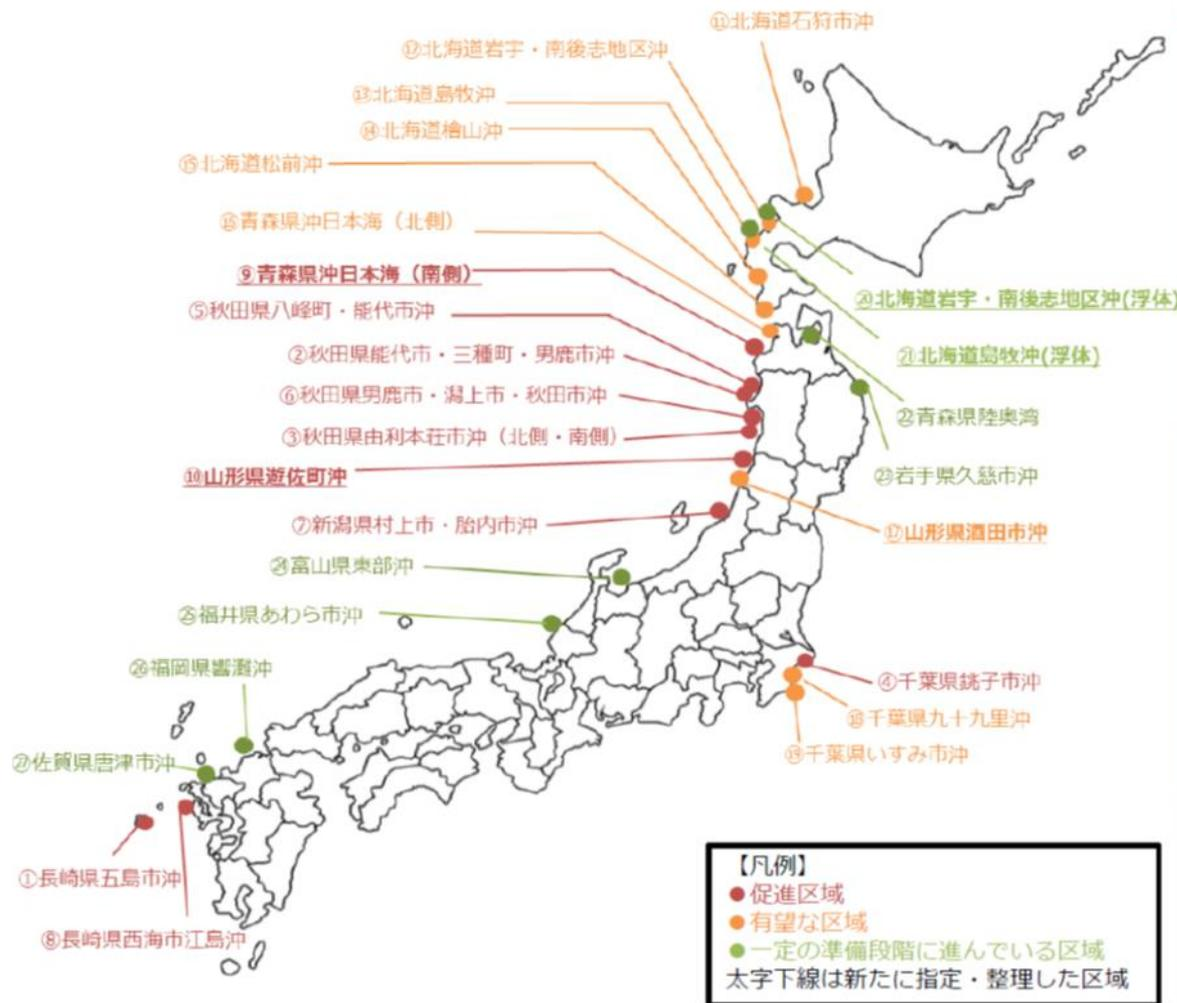 ⑪北海道石狩市沖
⑫北海道岩宇・南後志地区沖
⑬北海道島牧沖
⑭北海道檜山沖
⑮北海道松前沖
⑯青森県沖日本海（北側）
⑨青森県沖日本海（南側）
⑤秋田県八峰町・能代市沖
②秋田県能代市・三種町・男鹿市沖
⑥秋田県男鹿市・潟上市・秋田市沖
③秋田県由利本荘市沖（北側・南側）
⑩山形県遊佐町沖
⑦新潟県村上市・胎内市沖
㉔富山県東部沖
㉕福井県あわら市沖
㉖福岡県響灘沖
㉗佐賀県唐津市沖
①長崎県五島市沖
⑧長崎県西海市江島沖
⑳北海道岩宇・南後志地区沖(浮体)
㉑北海道島牧沖(浮体)
㉒青森県陸奥湾
㉓岩手県久慈市沖
⑰山形県酒田市沖
④千葉県銚子市沖
⑱千葉県九十九里沖
⑲千葉県いすみ市沖
【凡例】
●促進区域
●有望な区域
●一定の準備段階に進んでいる区域
太字下線は新たに指定・整理した区域